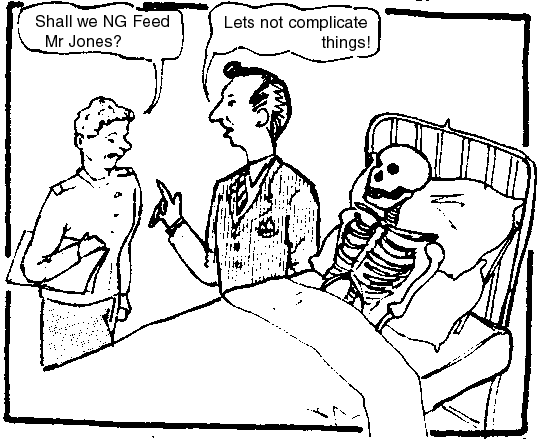 Shall we NG Feed
Mr Jones?
Lets not complicate
things!